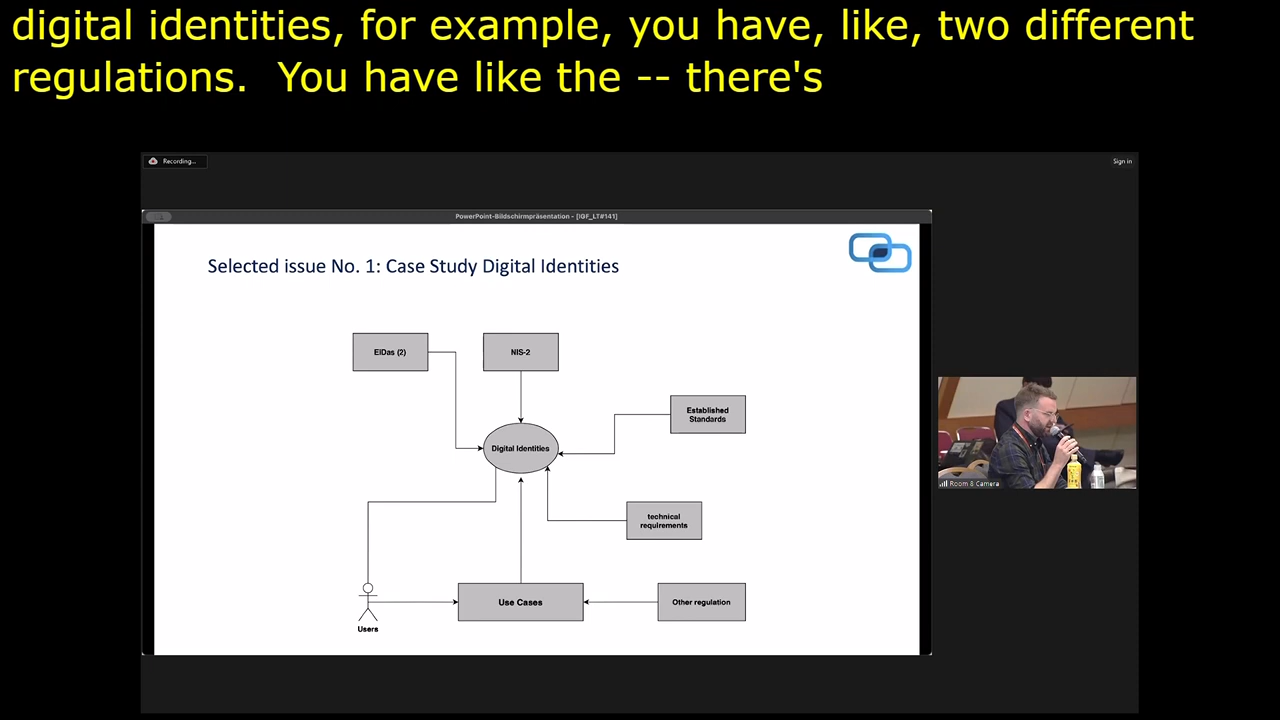 digital identities, for example, you have, like, two different
regulations.  You have like the -- there's
Recording...
Sign in
PowerPoint-Bildschirmpräsentation - [IGF_LT#141]
Selected issue No. 1: Case Study Digital Identities
EIDas (2)
NIS-2
Established
Standards
Digital Identities
technical
requirements
Use Cases
Other regulation
Users
Room 8 Camera